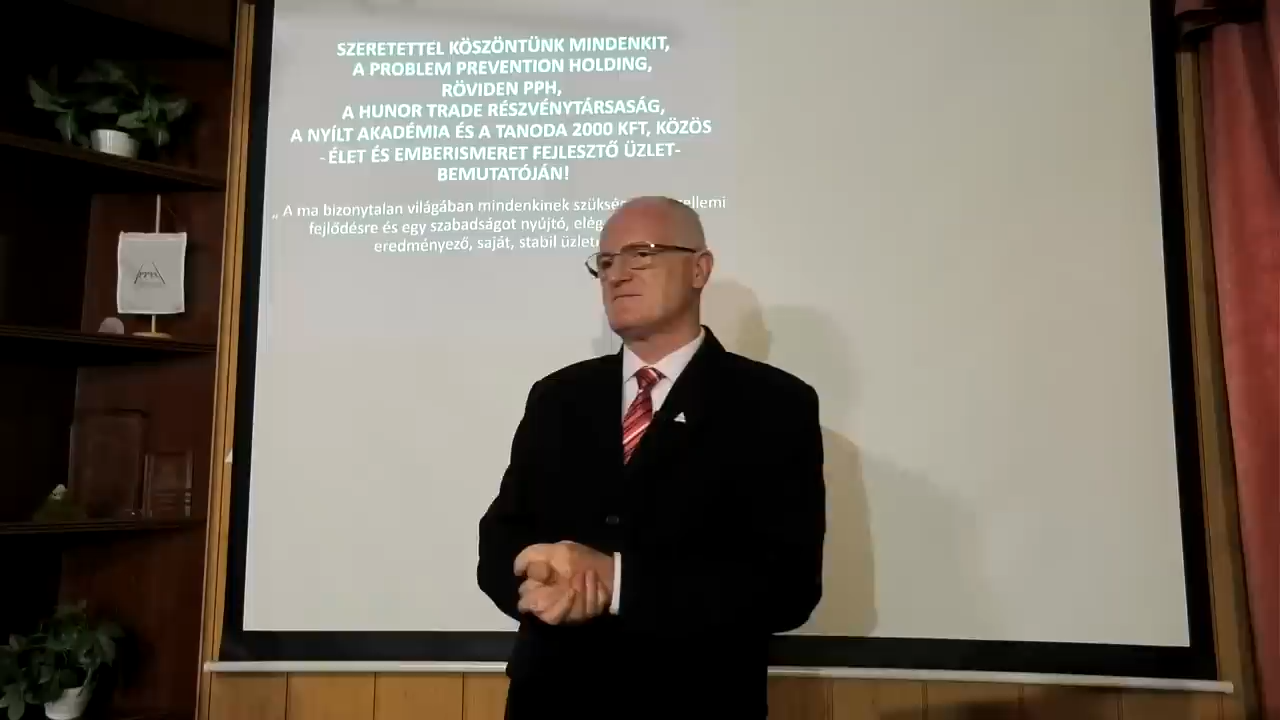 SZERETETTEL KÖSZÖNTÜNK MINDENKIT,
A PROBLEM PREVENTION HOLDING,
RÖVIDEN PPH,
A HUNOR TRADE RÉSZVÉNYTÁRSASÁG,
A NYÍLT AKADÉMIA ÉS A TANODA 2000 KFT, KÖZÖS
- ÉLET ÉS EMBERISMERET FEJLESZTŐ ÜZLET-
BEMUTATÓJÁN!
„ A ma bizonytalan világában mindenkinek
fejlődésre és egy szabadságot nyújtó,
eredményező, saját, stabil